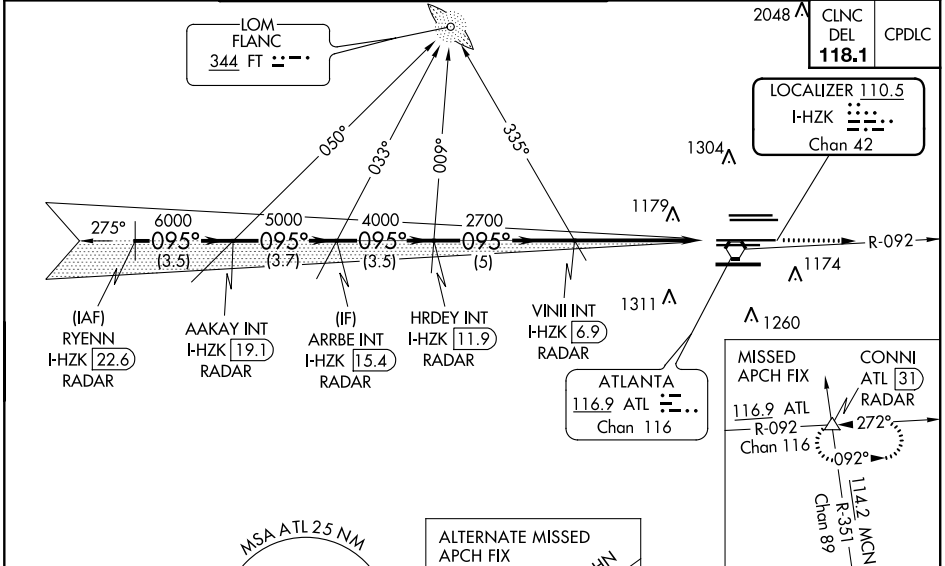 LOM
FLANC
344 FT
2048
CLNC
DEL
118.1
CPDLC
LOCALIZER 110.5
I-HZK
Chan 42
050°
033°
009°
335°
1304
1179
275°
6000
095°
(3.5)
5000
095°
(3.7)
4000
095°
(3.5)
2700
095°
(5)
R-092
1174
1311
1260
(IAF)
RYENN
I-HZK 22.6
RADAR
AAKAY INT
I-HZK 19.1
RADAR
(IF)
ARRBE INT
I-HZK 15.4
RADAR
HRDEY INT
I-HZK 11.9
RADAR
VINII INT
I-HZK 6.9
RADAR
ATLANTA
116.9 ATL
Chan 116
MISSED
APCH FIX
CONNI
ATL 31
RADAR
116.9 ATL
R-092
Chan 116
272°
092°
114.2 MCN
R-351
Chan 89
MSA ATL 25 NM
ALTERNATE MISSED
APCH FIX